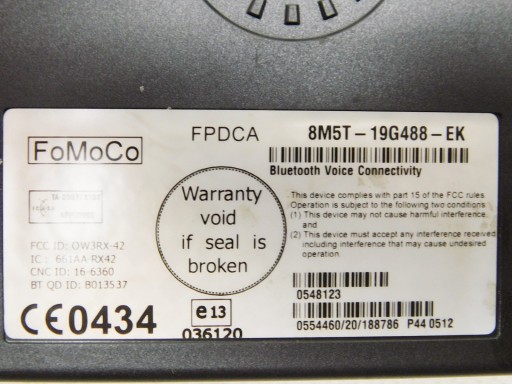 FoMoCo
FPDCA
8M5T-19G488-EK
Bluetooth Voice Connectivity
This device complies with part 15 of the FCC rules
Operation is subject to the following two conditions
(1) This device may not cause harmful interference,
and
(2) This device must accept any interference received
including interference that may cause undesired
operation
Warranty
void
if seal is
broken
FCC ID: OW3RX-42
IC : 661AA-RX42
CNC ID: 16-6360
BT QD ID: B013537
CE0434
e13
036120
0548123
0554460/20/188786 P44 0512